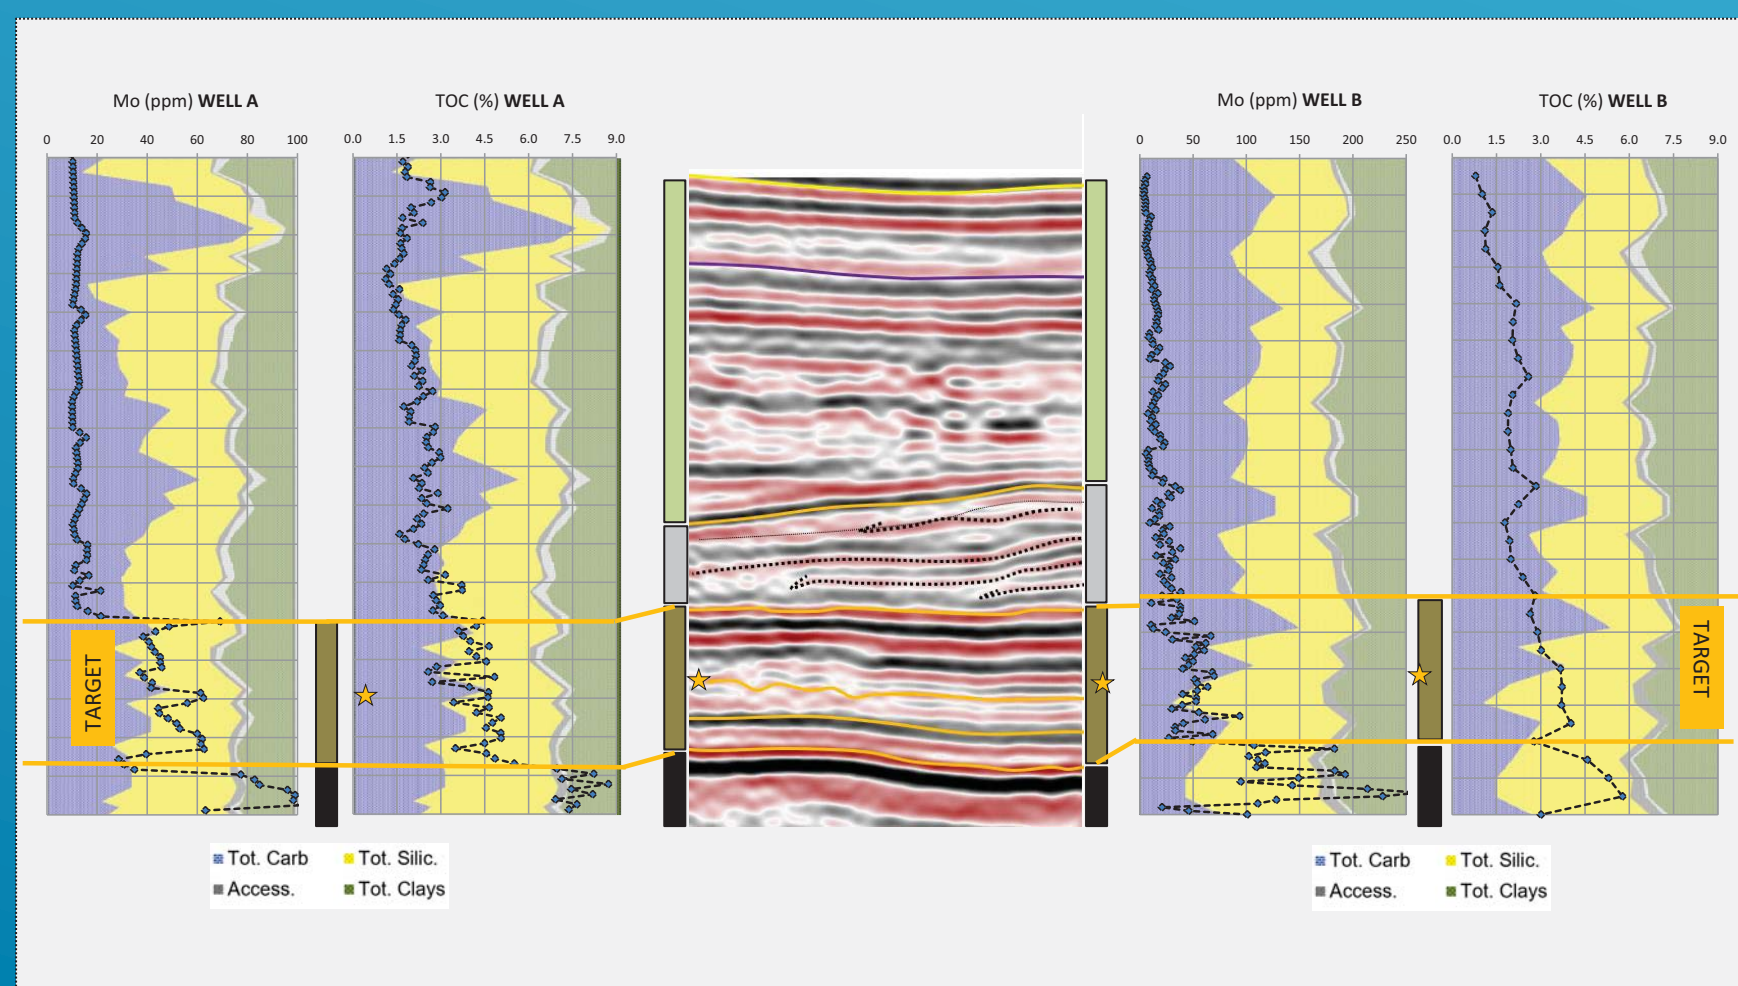 Mo (ppm) WELL A
TOC (%) WELL A
Mo (ppm) WELL B
TOC (%) WELL B
0 20 40 60 80 100
0.0 1.5 3.0 4.5 6.0 7.5 9.0
0 50 100 150 200 250
0.0 1.5 3.0 4.5 6.0 7.5 9.0
TARGET
TARGET
Tot. Carb Tot. Silic.
Access. Tot. Clays
Tot. Carb Tot. Silic.
Access. Tot. Clays